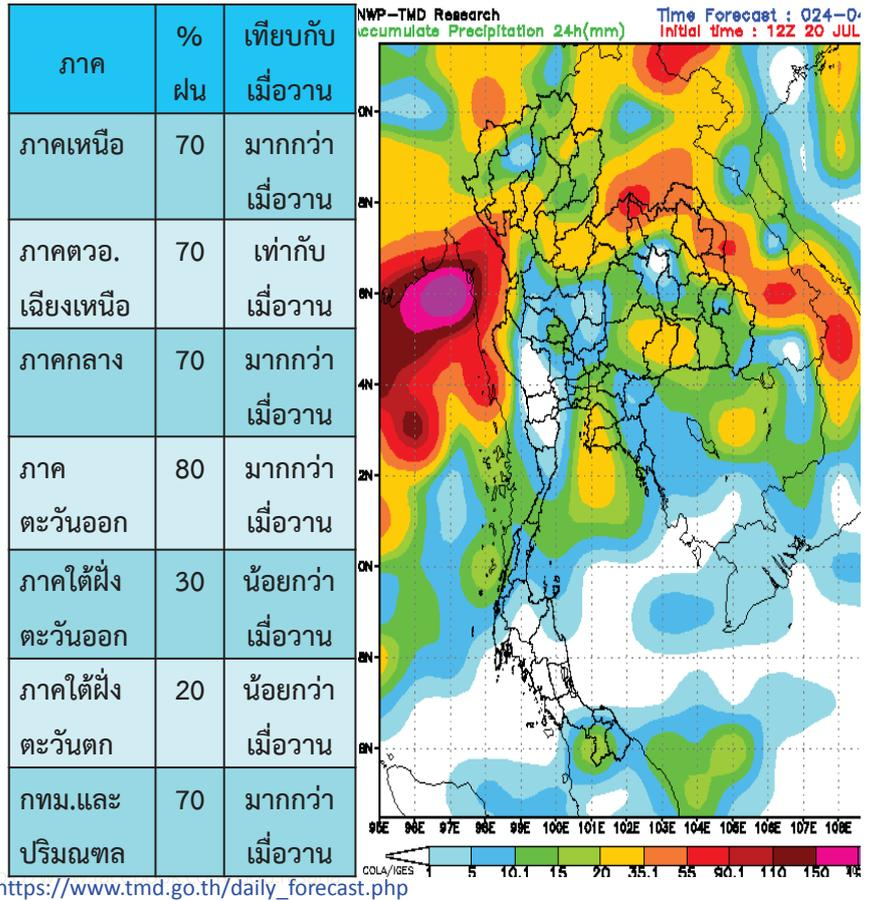 ภาค
%
ฝน
เทียบกับ
เมื่อวาน
ภาคเหนือ
70
มากกว่า
เมื่อวาน
ภาคตวอ.
เฉียงเหนือ
70
เท่ากับ
เมื่อวาน
ภาคกลาง
70
มากกว่า
เมื่อวาน
ภาค
ตะวันออก
80
มากกว่า
เมื่อวาน
ภาคใต้ฝั่ง
ตะวันออก
30
น้อยกว่า
เมื่อวาน
ภาคใต้ฝั่ง
ตะวันตก
20
น้อยกว่า
เมื่อวาน
กทม.และ
ปริมณฑล
70
มากกว่า
เมื่อวาน
NWP-TMD Research
Time Forecast : 024-04
Accumulate Precipitation 24h(mm)
Initial time : 12Z 20 JUL
0N
8N
6N
4N
2N
0N
8N
6N
95E 96E 97E 98E 99E 100E 101E 102E 103E 104E 105E 106E 107E 108E
COLA/IGES 1 5 10.1 15 20 35.1 55 90.1 110 150
https://www.tmd.go.th/daily_forecast.php